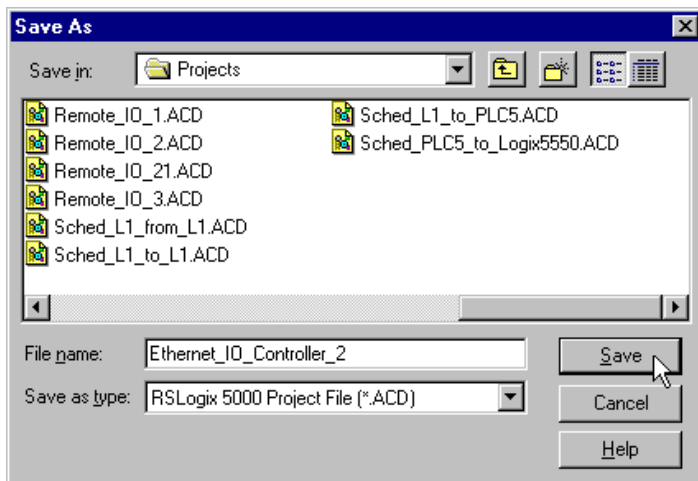 Save As
Save in: Projects
Remote_IO_1.ACD
Remote_IO_2.ACD
Remote_IO_21.ACD
Remote_IO_3.ACD
Sched_L1_from_L1.ACD
Sched_L1_to_L1.ACD
Sched_L1_to_PLC5.ACD
Sched_PLC5_to_Logix5550.ACD
File name: Ethernet_IO_Controller_2
Save
Save as type: RSLogix 5000 Project File (*.ACD)
Cancel
Help